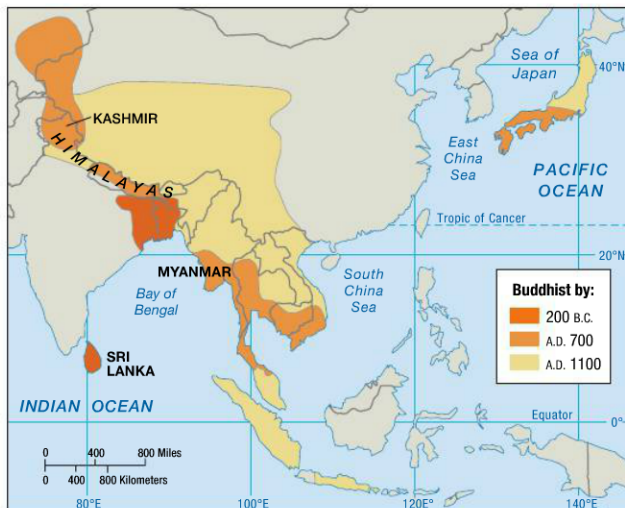 Sea of
Japan
40°N
KASHMIR
HIMALAYAS
East
China
Sea
PACIFIC
OCEAN
Tropic of Cancer
20°N
MYANMAR
Bay of
Bengal
South
China
Sea
Buddhist by:
200 B.C.
A.D. 700
A.D. 1100
SRI
LANKA
INDIAN OCEAN
Equator
0°
0 400 800 Miles
0 400 800 Kilometers
80°E
100°E
120°E
140°E